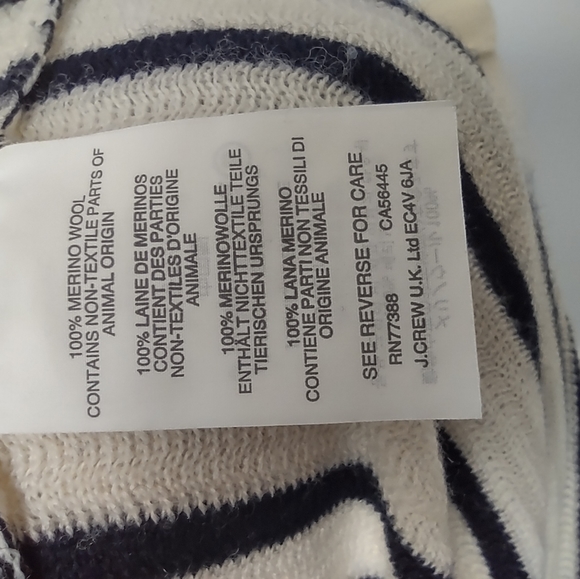 100% MERINO WOOL
CONTAINS NON-TEXTILE PARTS OF
ANIMAL ORIGIN
100% LAINE DE MERINOS
CONTIENT DES PARTIES
NON-TEXTILES D'ORIGINE
ANIMALE
100% MERINOWOLLE
ENTHÄLT NICHTTEXTILE TEILE
TIERISCHEN URSPRUNGS
100% LANA MERINO
CONTIENE PARTI NON TESSILI DI
ORIGINE ANIMALE
SEE REVERSE FOR CARE
RN77388 CA56445
J.CREW U.K. Ltd EC4V 6JA